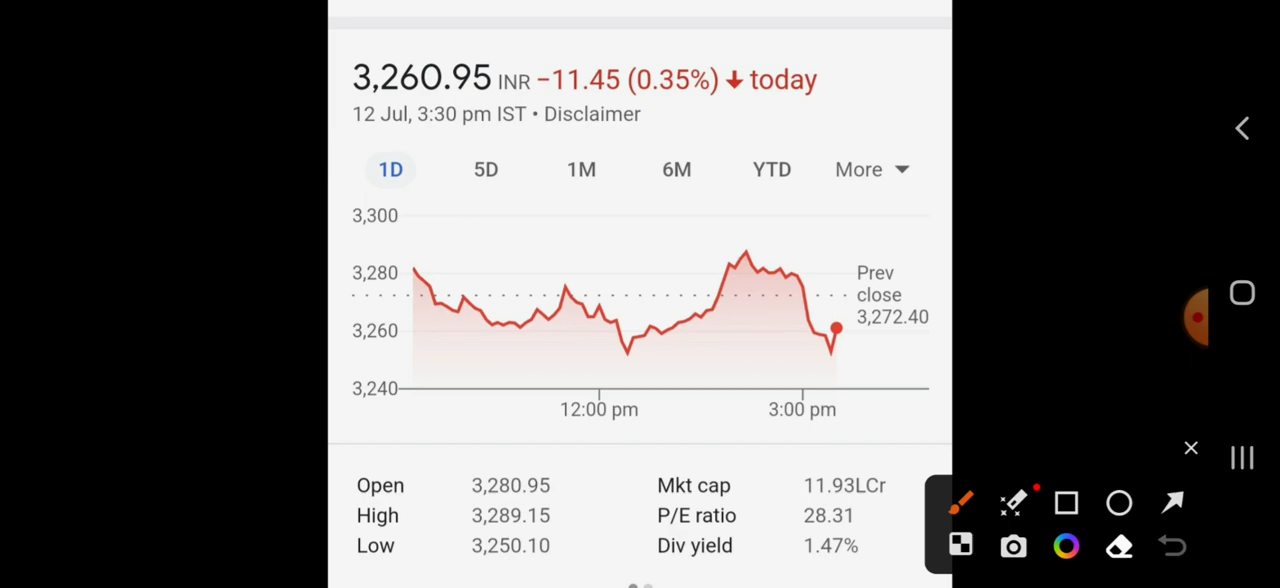 3,260.95 INR −11.45 (0.35%) ↓ today
12 Jul, 3:30 pm IST • Disclaimer
1D 5D 1M 6M YTD More
3,300
3,280
3,260
3,240
Prev
close
3,272.40
12:00 pm 3:00 pm
Open 3,280.95 Mkt cap 11.93LCr
High 3,289.15 P/E ratio 28.31
Low 3,250.10 Div yield 1.47%